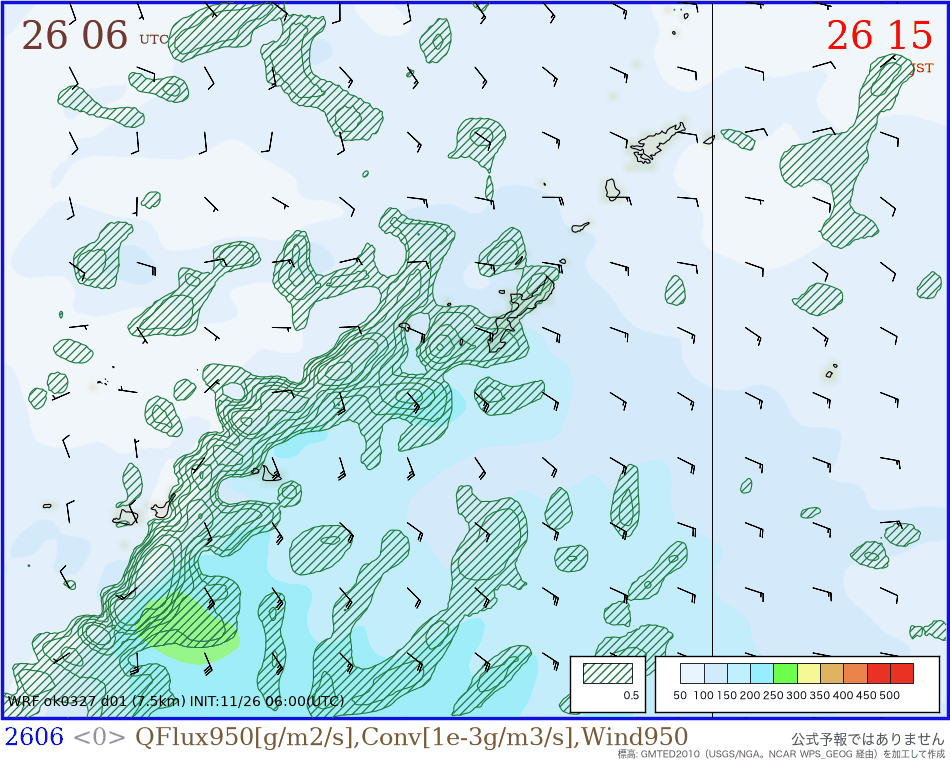 26 06 UTC
26 15 JST
0.5
50 100 150 200 250 300 350 400 450 500
WRF ok0327 d01 (7.5km) INIT:11/26 06:00(UTC)
2606 <0> QFlux950[g/m2/s],Conv[1e-3g/m3/s],Wind950
公式予報ではありません
標高: GMTED2010（USGS/NGA。NCAR WPS_GEOG 経由）を加工して作成